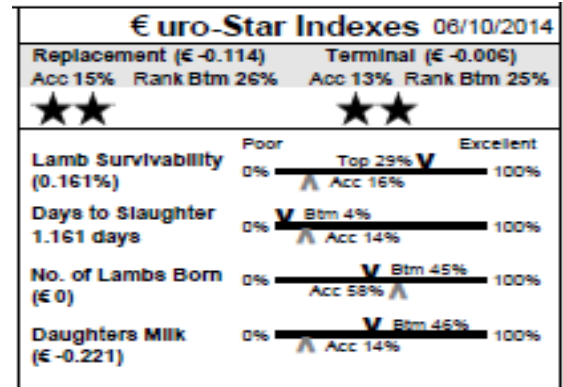 €uro-Star Indexes 06/10/2014
Replacement (€ -0.114) Terminal (€ -0.006)
Acc 15% Rank Btm 26% Acc 13% Rank Btm 25%
Poor Excellent
Lamb Survivability 0% Top 29% 100%
(0.161%) Acc 16%
Days to Slaughter 0% Btm 4% 100%
1.161 days Acc 14%
No. of Lambs Born 0% Btm 45% 100%
(€ 0) Acc 58%
Daughters Milk 0% Btm 46% 100%
(€ -0.221) Acc 14%